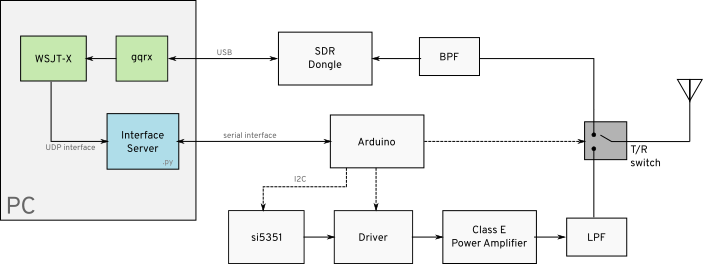 WSJT-X
gqrx
USB
SDR
Dongle
BPF
UDP interface
Interface
Server
.py
serial interface
Arduino
T/R
switch
I2C
PC
si5351
Driver
Class E
Power Amplifier
LPF